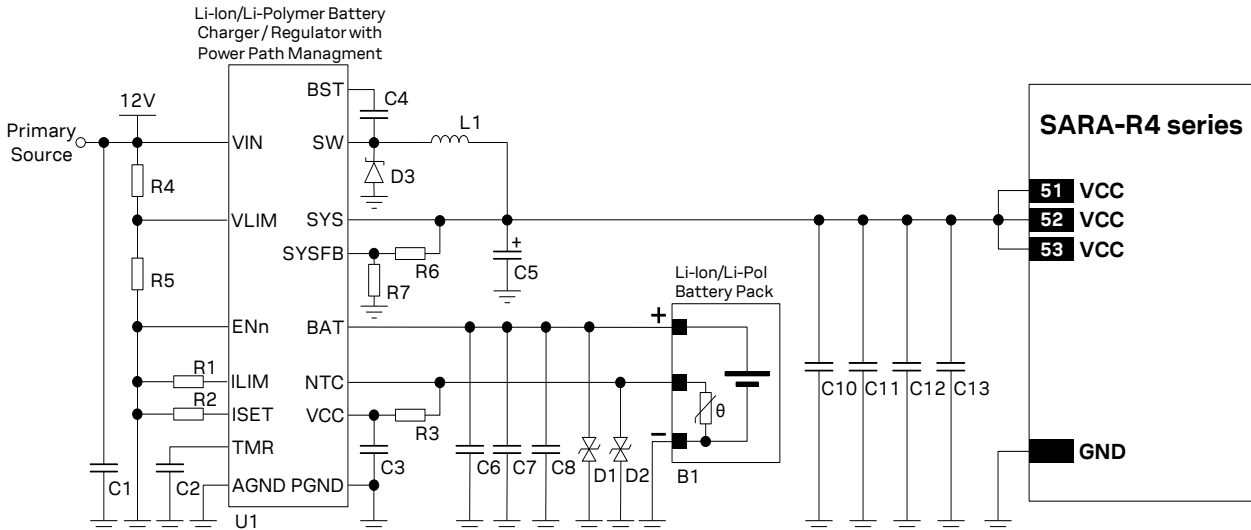 Li-Ion/Li-Polymer Battery
Charger / Regulator with
Power Path Managment
12V
Primary
Source
BST
C4
L1
VIN
SW
D3
R4
VLIM
SYS
SYSFB
R6
R7
C5
+
R5
ENn
BAT
R1
ILIM
NTC
R2
ISET
VCC
R3
TMR
C1
C2
AGND
PGND
C3
U1
C6
C7
C8
D1
D2
Li-Ion/Li-Pol
Battery Pack
+
θ
–
B1
C10
C11
C12
C13
SARA-R4 series
51 VCC
52 VCC
53 VCC
GND